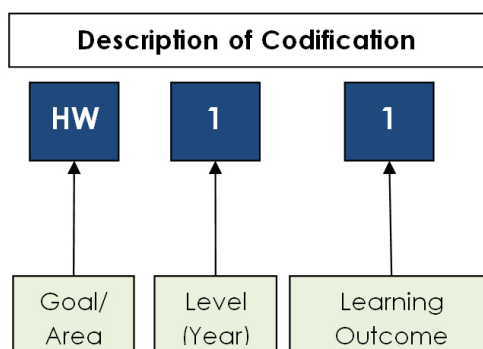 Description of Codification
HW 1 1
Goal/ Level Learning
Area (Year) Outcome